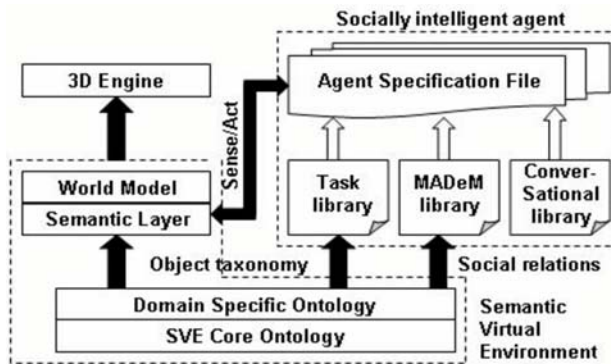 Socially intelligent agent
3D Engine
Agent Specification File
Sense/Act
World Model
Semantic Layer
Task
library
MADeM
library
Conver-
Sational
library
Object taxonomy
Social relations
Domain Specific Ontology
SVE Core Ontology
Semantic
Virtual
Environment